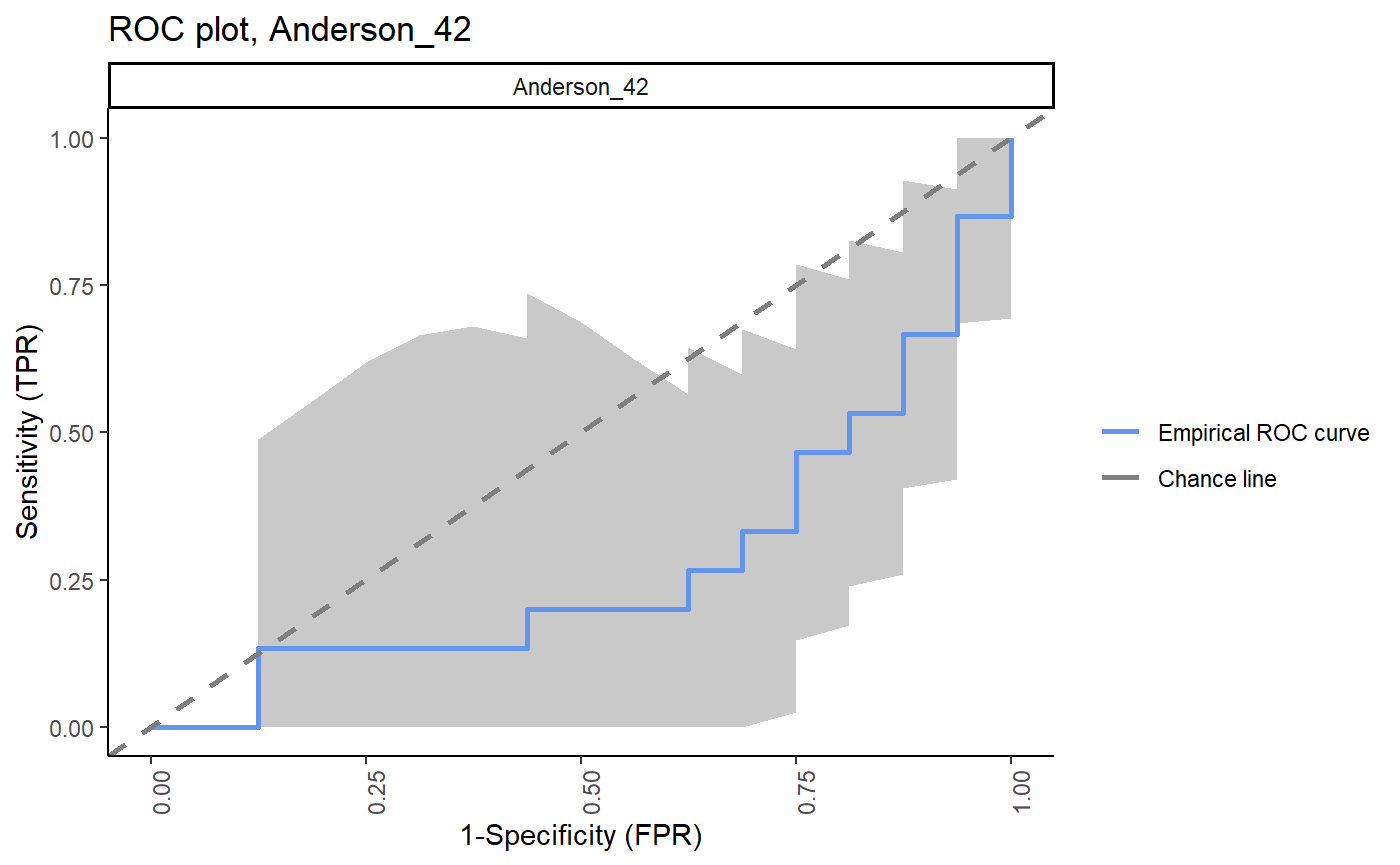 ROC plot, Anderson_42
Anderson_42
1.00
0.75
0.50
0.25
0.00
Sensitivity (TPR)
0.00
0.25
0.50
0.75
1.00
1-Specificity (FPR)
Empirical ROC curve
Chance line